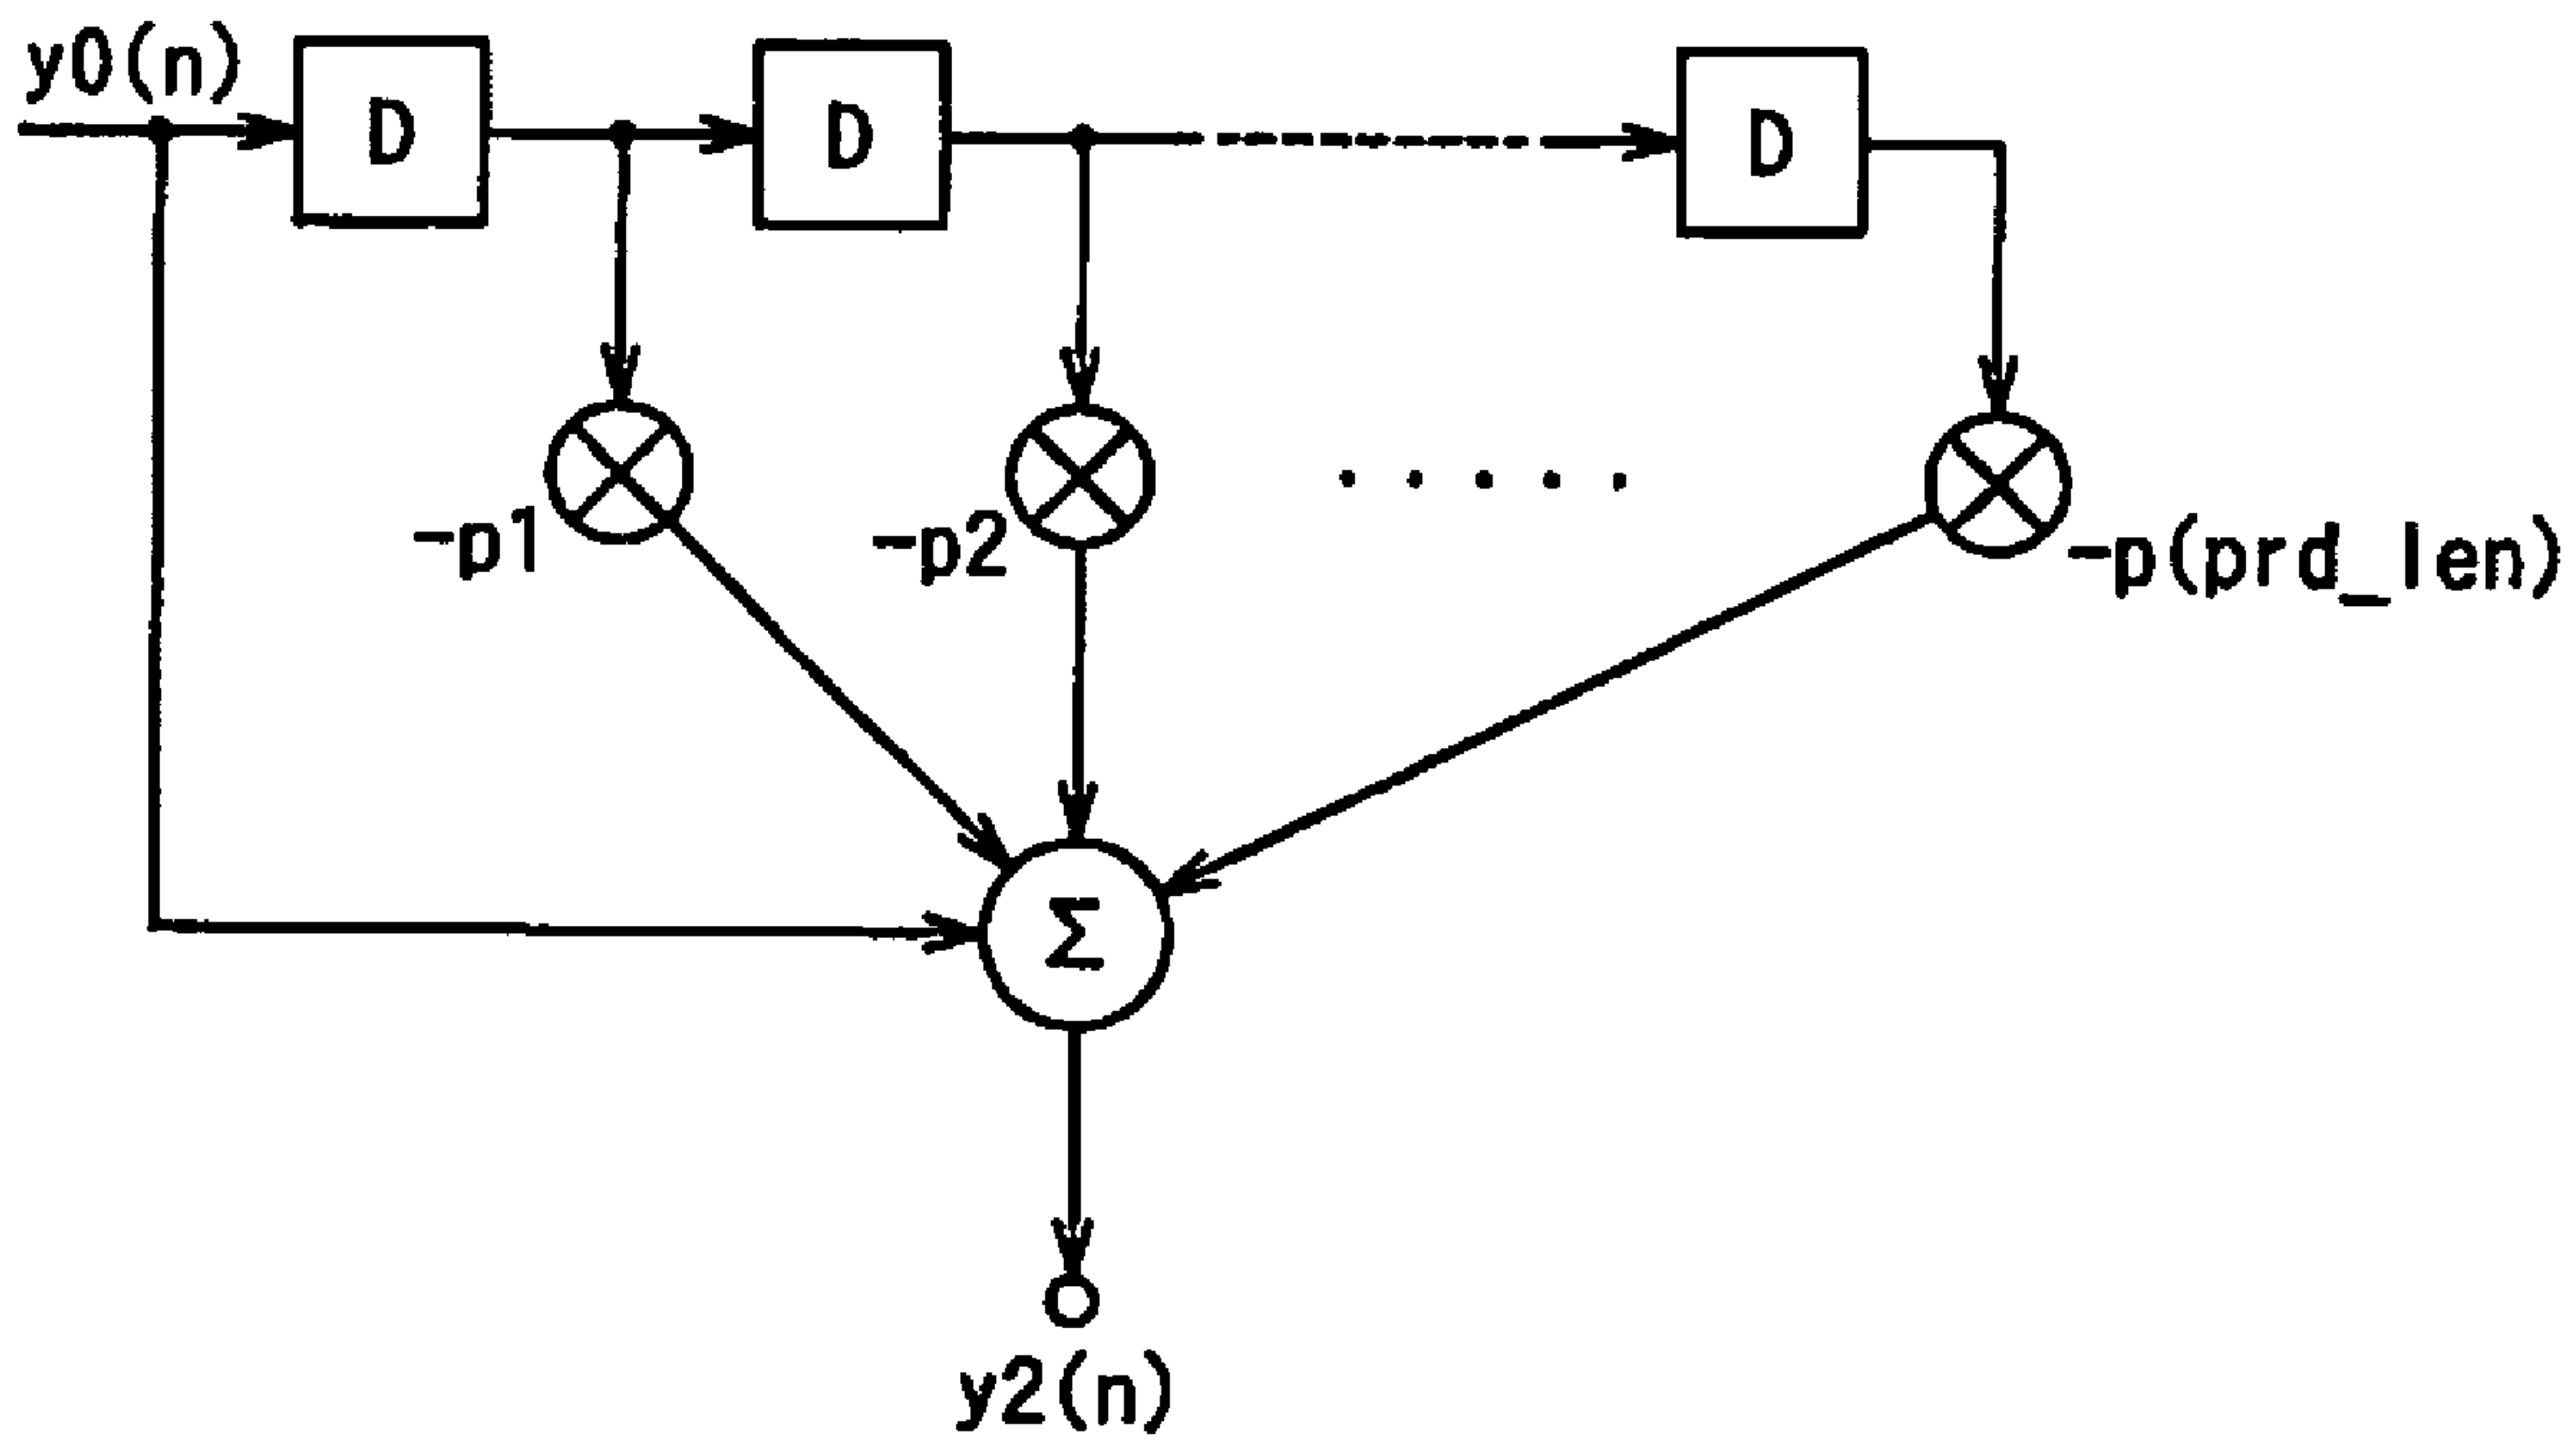 y0(n)
D
D
D
-p1
-p2
-p(prd_len)
Σ
y2(n)